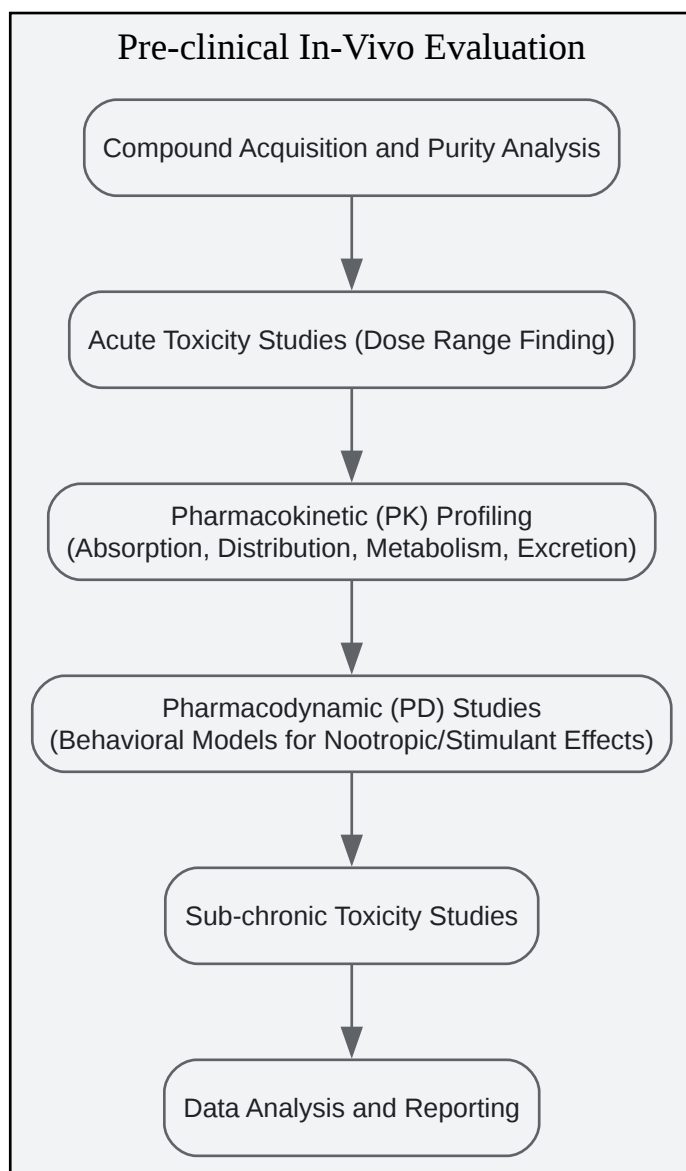 Pre-clinical In-Vivo Evaluation
Compound Acquisition and Purity Analysis
Acute Toxicity Studies (Dose Range Finding)
Pharmacokinetic (PK) Profiling
(Absorption, Distribution, Metabolism, Excretion)
Pharmacodynamic (PD) Studies
(Behavioral Models for Nootropic/Stimulant Effects)
Sub-chronic Toxicity Studies
Data Analysis and Reporting